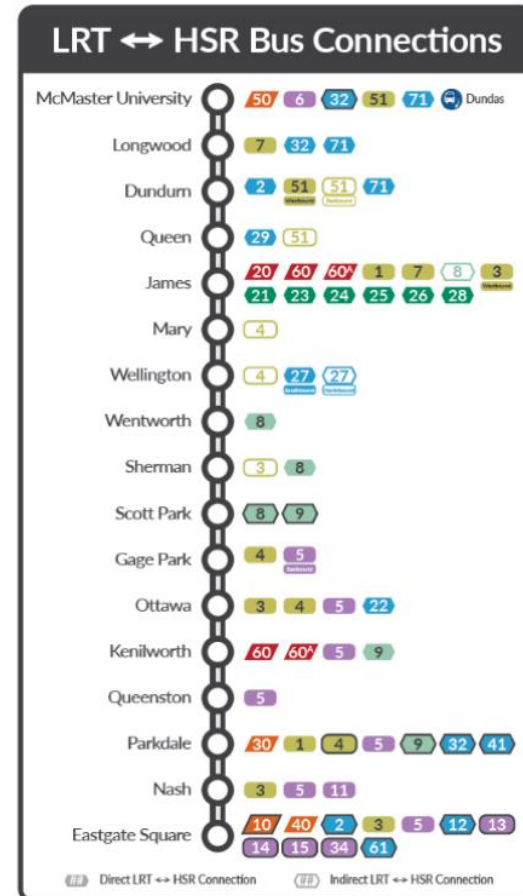 LRT ↔ HSR Bus Connections
McMaster University 50 6 32 51 71 Dundas
Longwood 7 32 71
Dundurn 2 51 51 71
Queen 29 51
James 20 60 60A 1 7 8 3
21 23 24 25 26 28
Mary 4
Wellington 4 27 27
Wentworth 8
Sherman 3 8
Scott Park 8 9
Gage Park 4 5
Ottawa 3 4 5 22
Kenilworth 60 60A 5 9
Queenston 5
Parkdale 30 1 4 5 9 32 41
Nash 3 5 11
Eastgate Square 10 40 2 3 5 12 13
14 15 34 61
## Direct LRT ↔ HSR Connection ## Indirect LRT ↔ HSR Connection